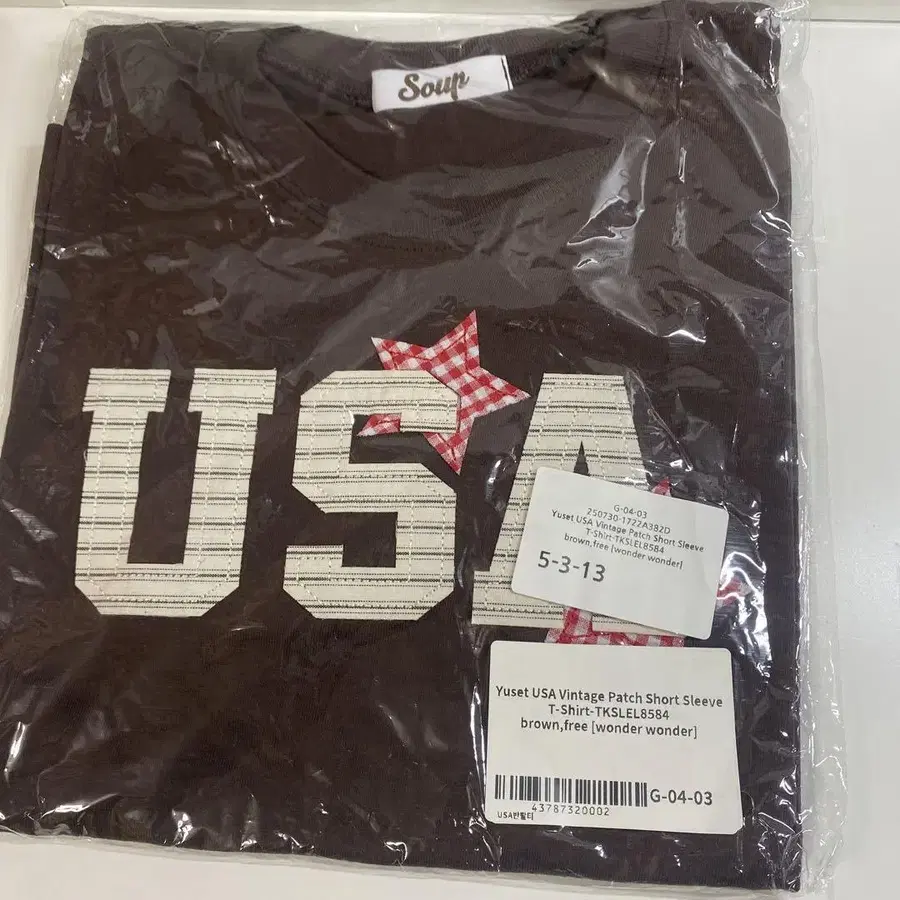 Soup
USA
G-04-03
250730-1722A382D
Yuset USA Vintage Patch Short Sleeve
T-Shirt-TKSLEL8584
brown,free [wonder wonder]
5-3-13
Yuset USA Vintage Patch Short Sleeve
T-Shirt-TKSLEL8584
brown,free [wonder wonder]
G-04-03
43787320002
USA반팔티